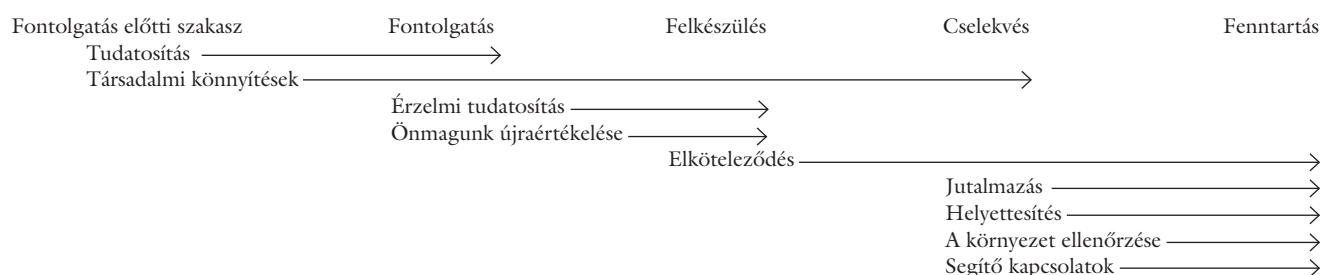 Fontolgatás előtti szakasz Fontolgatás Felkészülés Cselekvés Fenntartás
Tudatosítás
Társadalmi könnyítések
Érzelmi tudatosítás
Önmagunk újraértékelése
Elköteleződés
Jutalmazás
Helyettesítés
A környezet ellenőrzése
Segítő kapcsolatok